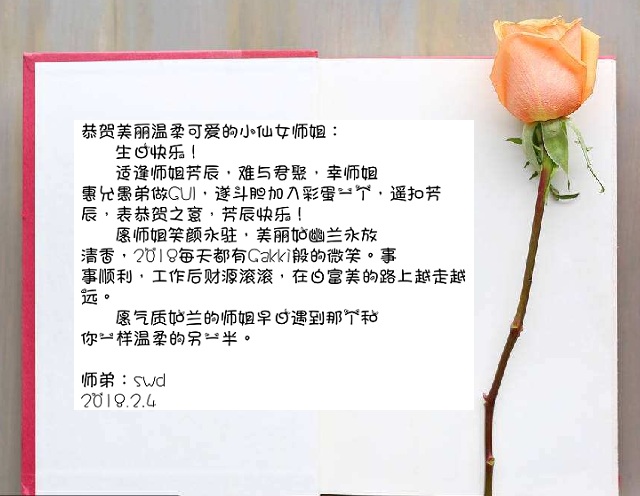 恭贺美丽温柔可爱的小仙女师姐：
生日快乐！
适逢师姐芳辰，难与君聚，幸师姐
惠兄愚弟做GUI，遂斗胆加入彩蛋一个，遥扣芳
辰，表恭贺之意，芳辰快乐！
愿师姐笑颜永驻，美丽如幽兰永放
清香，2018每天都有Gakki般的微笑。事
事顺利，工作后财源滚滚，在白富美的路上越走越
远。
愿气质如兰的师姐早日遇到那个和
你一样温柔的另一半。
师弟：swd
2018.2.4